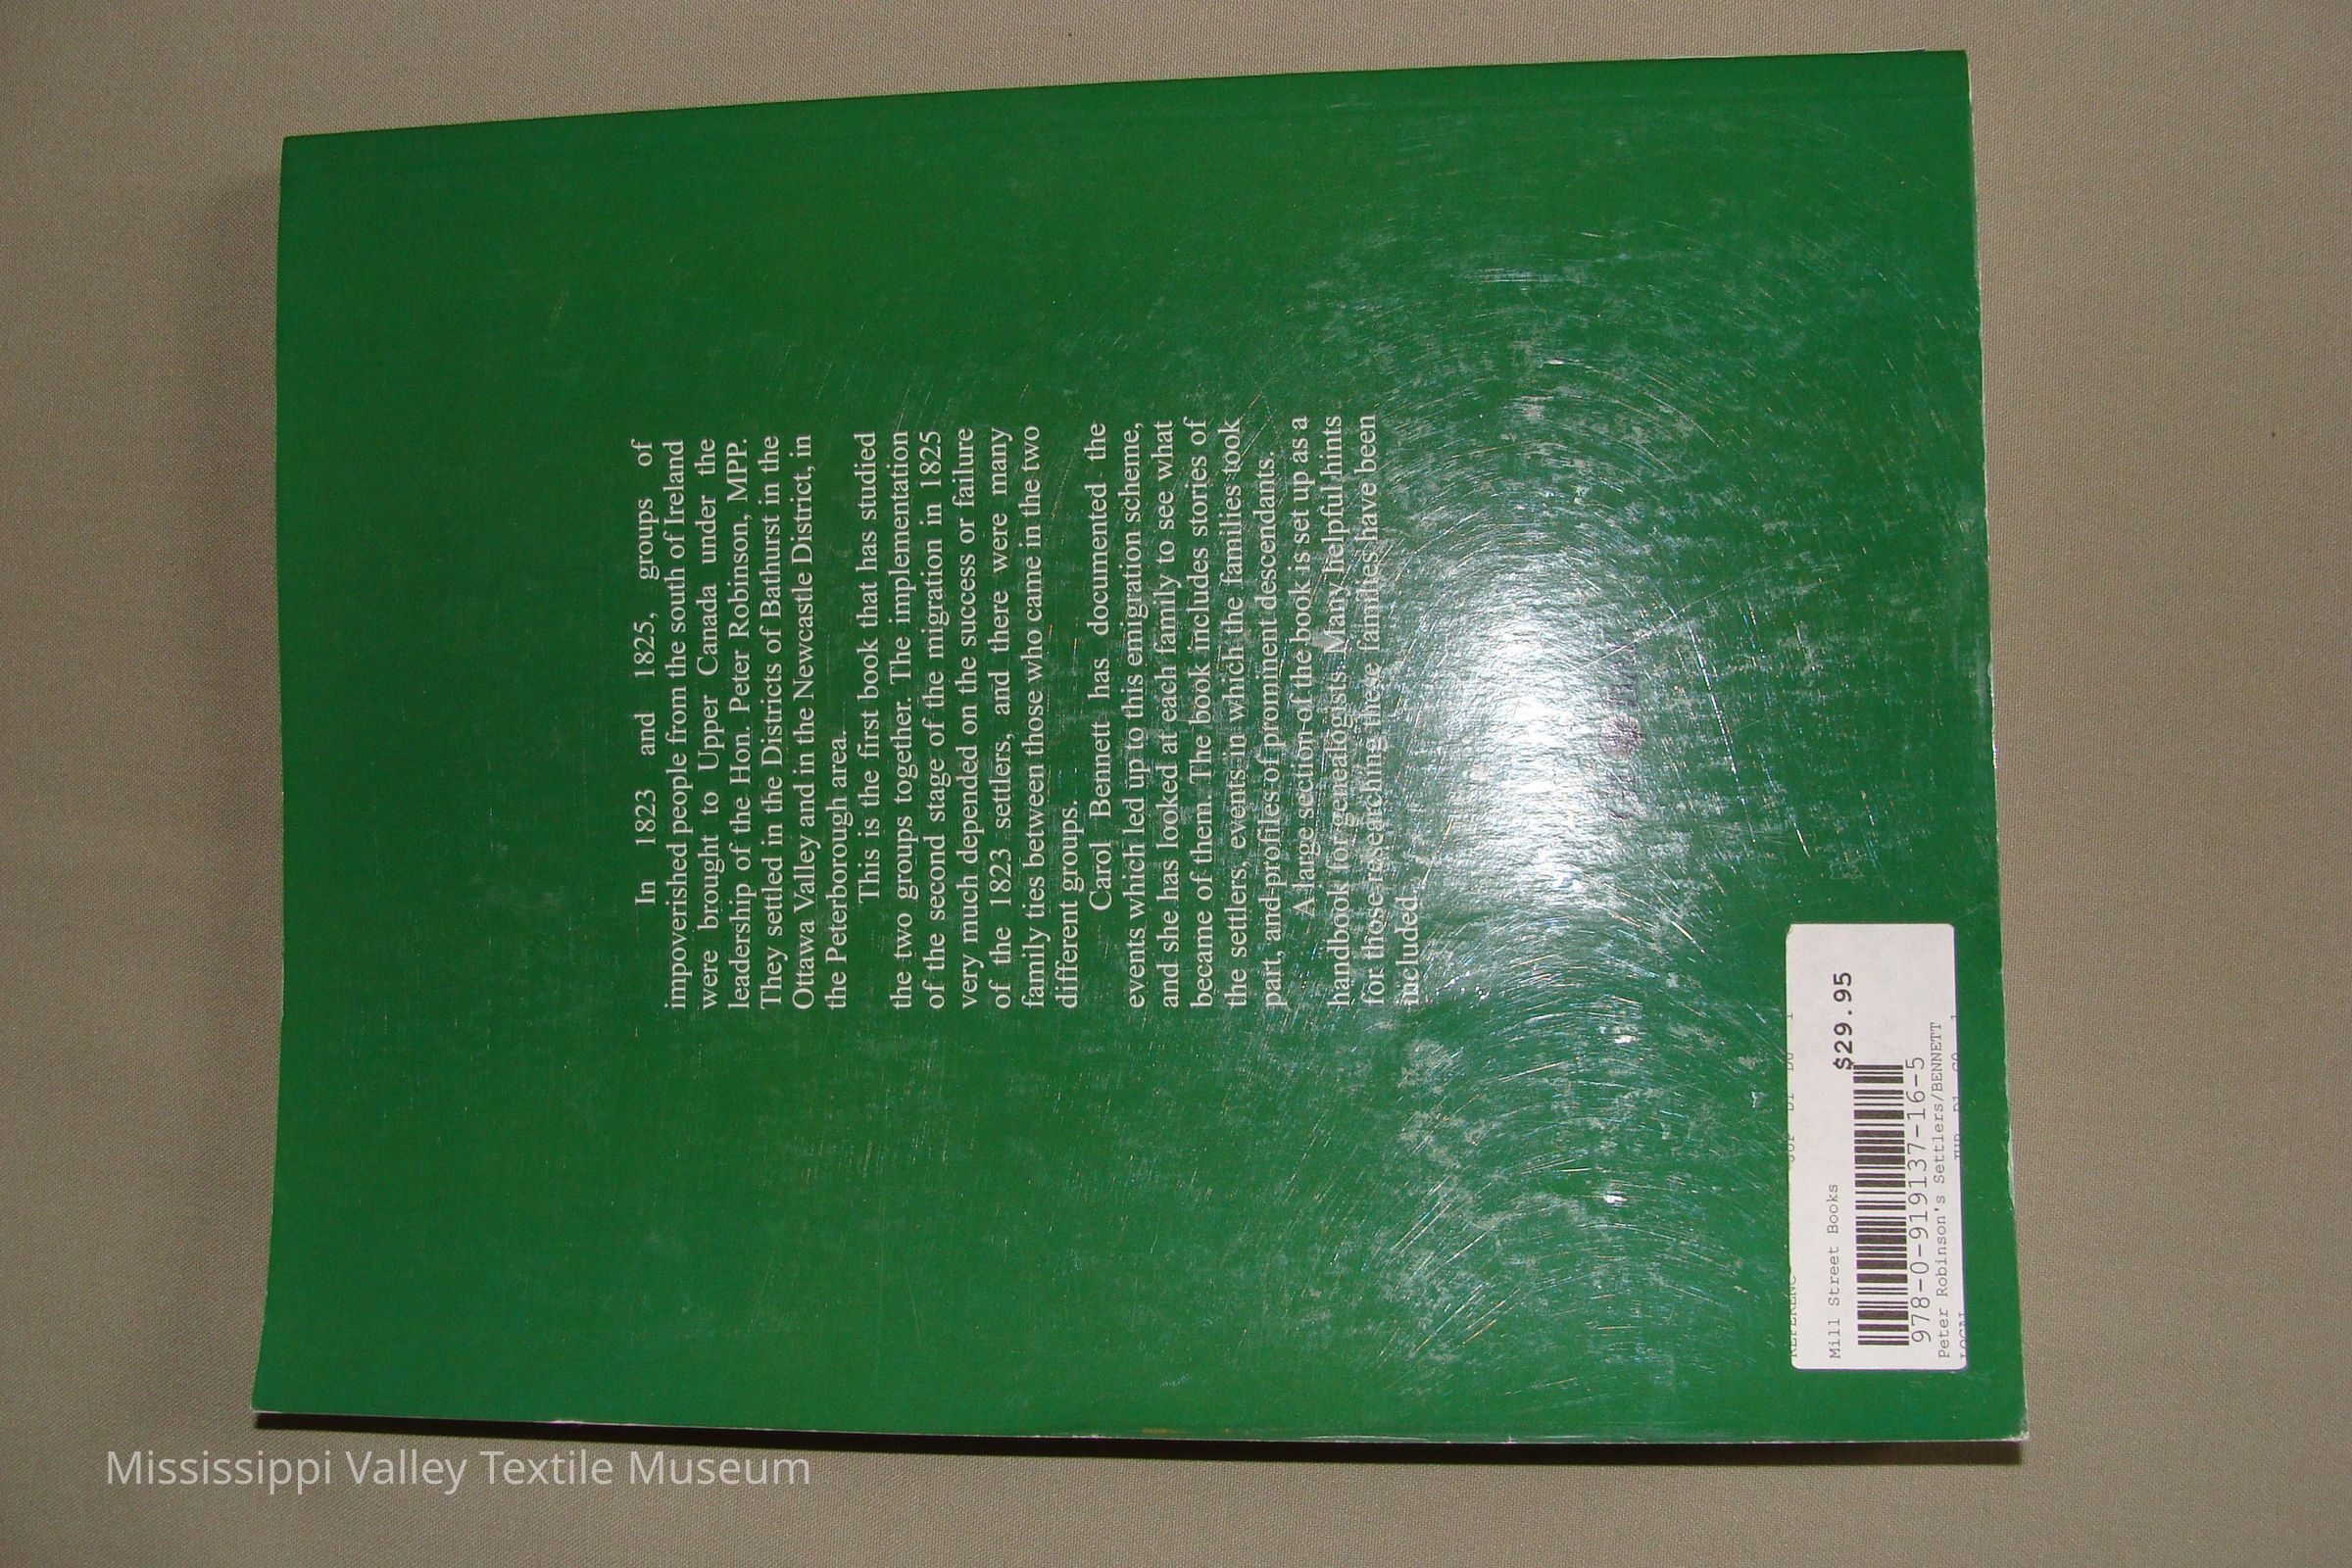 In 1823 and 1825, groups of
impoverished people from the south of Ireland
were brought to Upper Canada under the
leadership of the Hon. Peter Robinson, MPP.
They settled in the Districts of Bathurst in the
Ottawa Valley and in the Newcastle District, in
the Peterborough area.
This is the first book that has studied
the two groups together. The implementation
of the second stage of the migration in 1825
very much depended on the success or failure
of the 1823 settlers, and there were many
family ties between those who came in the two
different groups.
Carol Bennett has documented the
events which led up to this emigration scheme,
and she has looked at each family to see what
became of them. The book includes stories of
the settlers, events in which the families took
part, and profiles of prominent descendants.
A large section of the book is set up as a
handbook for genealogists. Many helpful hints
for those researching these families have been
included.
Mill Street Books
$29.95
978-0-919137-16-5
Peter Robinson's Settlers/BENNETT
Mississippi Valley Textile Museum